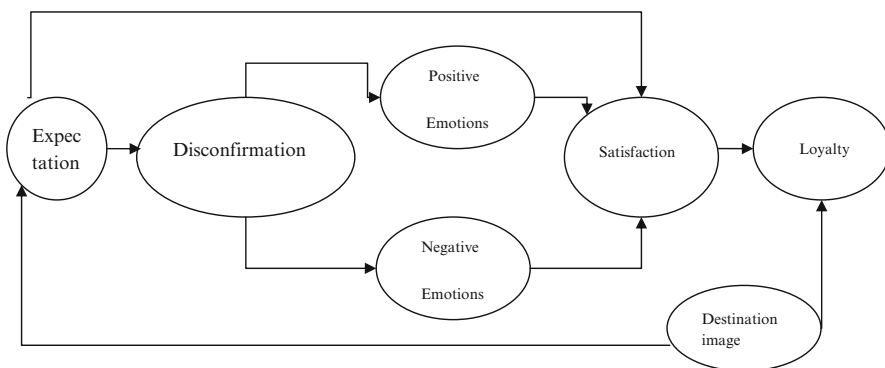 Expec
tation
Disconfirmation
Positive
Emotions
Negative
Emotions
Satisfaction
Loyalty
Destination
image